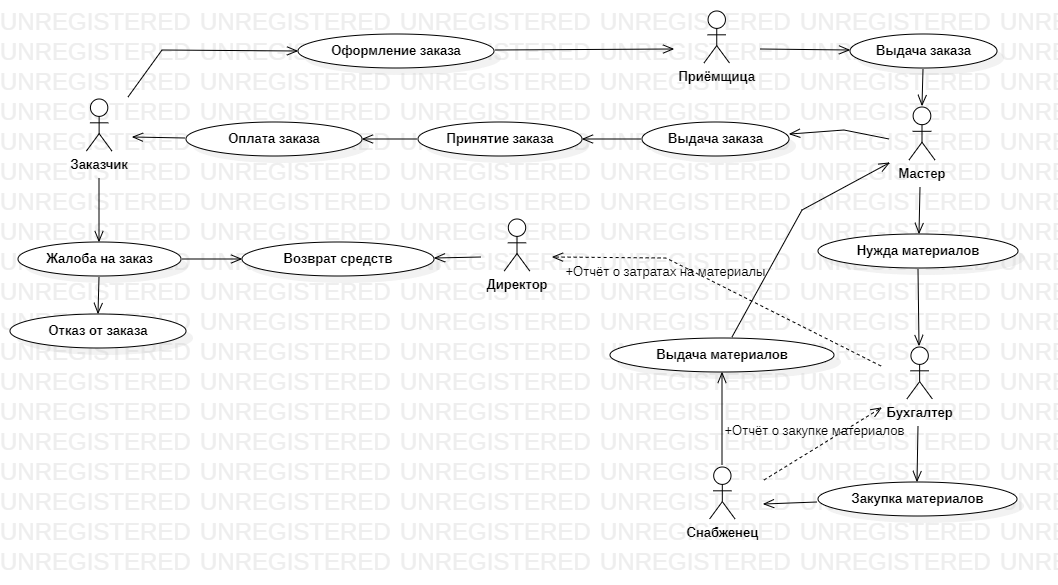 Оформление заказа
Приёмщица
Выдача заказа
Заказчик
Оплата заказа
Принятие заказа
Выдача заказа
Мастер
Жалоба на заказ
Возврат средств
Директор
+Отчёт о затратах на материалы
Нужда материалов
Отказ от заказа
Выдача материалов
Бухгалтер
+Отчёт о закупке материалов
Закупка материалов
Снабженец
UNREGISTERED